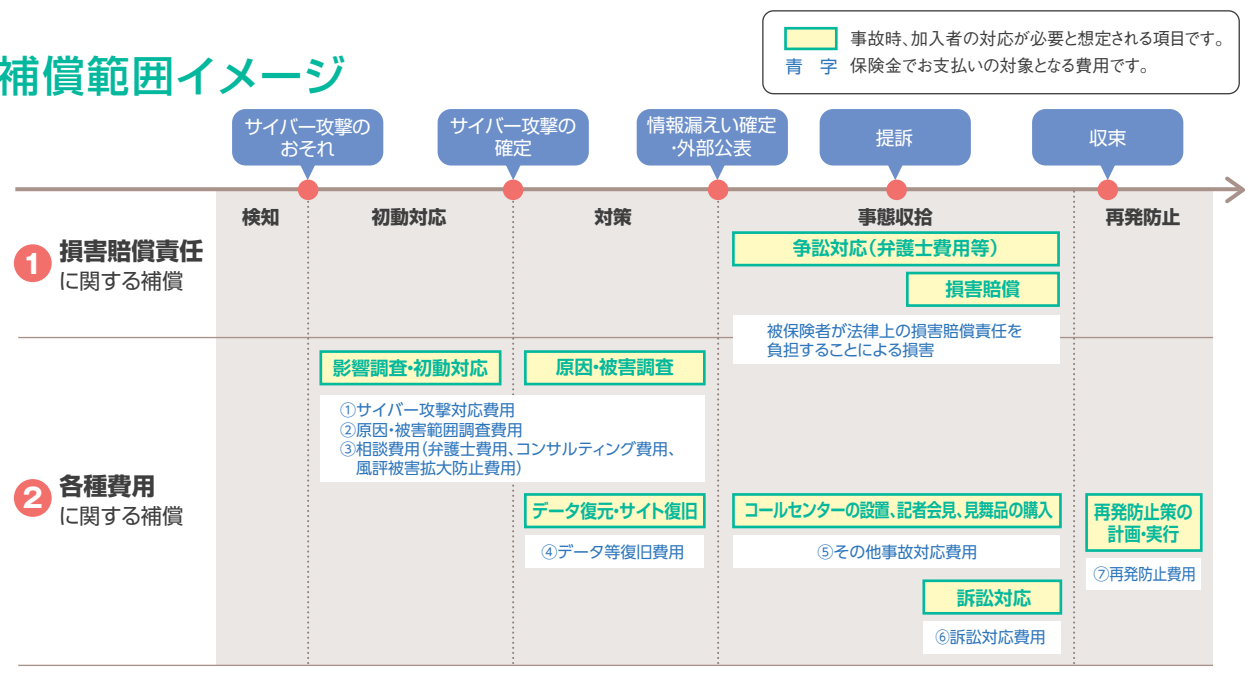 補償範囲イメージ
事故時、加入者の対応が必要と想定される項目です。
青 字 保険金でお支払いの対象となる費用です。
サイバー攻撃の
おそれ
サイバー攻撃の
確定
情報漏えい確定
・外部公表
提訴
収束
検知
初動対応
対策
事態収拾
再発防止
1 損害賠償責任
に関する補償
争訟対応(弁護士費用等)
損害賠償
被保険者が法律上の損害賠償責任を
負担することによる損害
2 各種費用
に関する補償
影響調査・初動対応
原因・被害調査
①サイバー攻撃対応費用
②原因・被害範囲調査費用
③相談費用(弁護士費用、コンサルティング費用、
風評被害拡大防止費用)
データ復元・サイト復旧
④データ等復旧費用
コールセンターの設置、記者会見、見舞品の購入
⑤その他事故対応費用
訴訟対応
⑥訴訟対応費用
再発防止策の
計画・実行
⑦再発防止費用